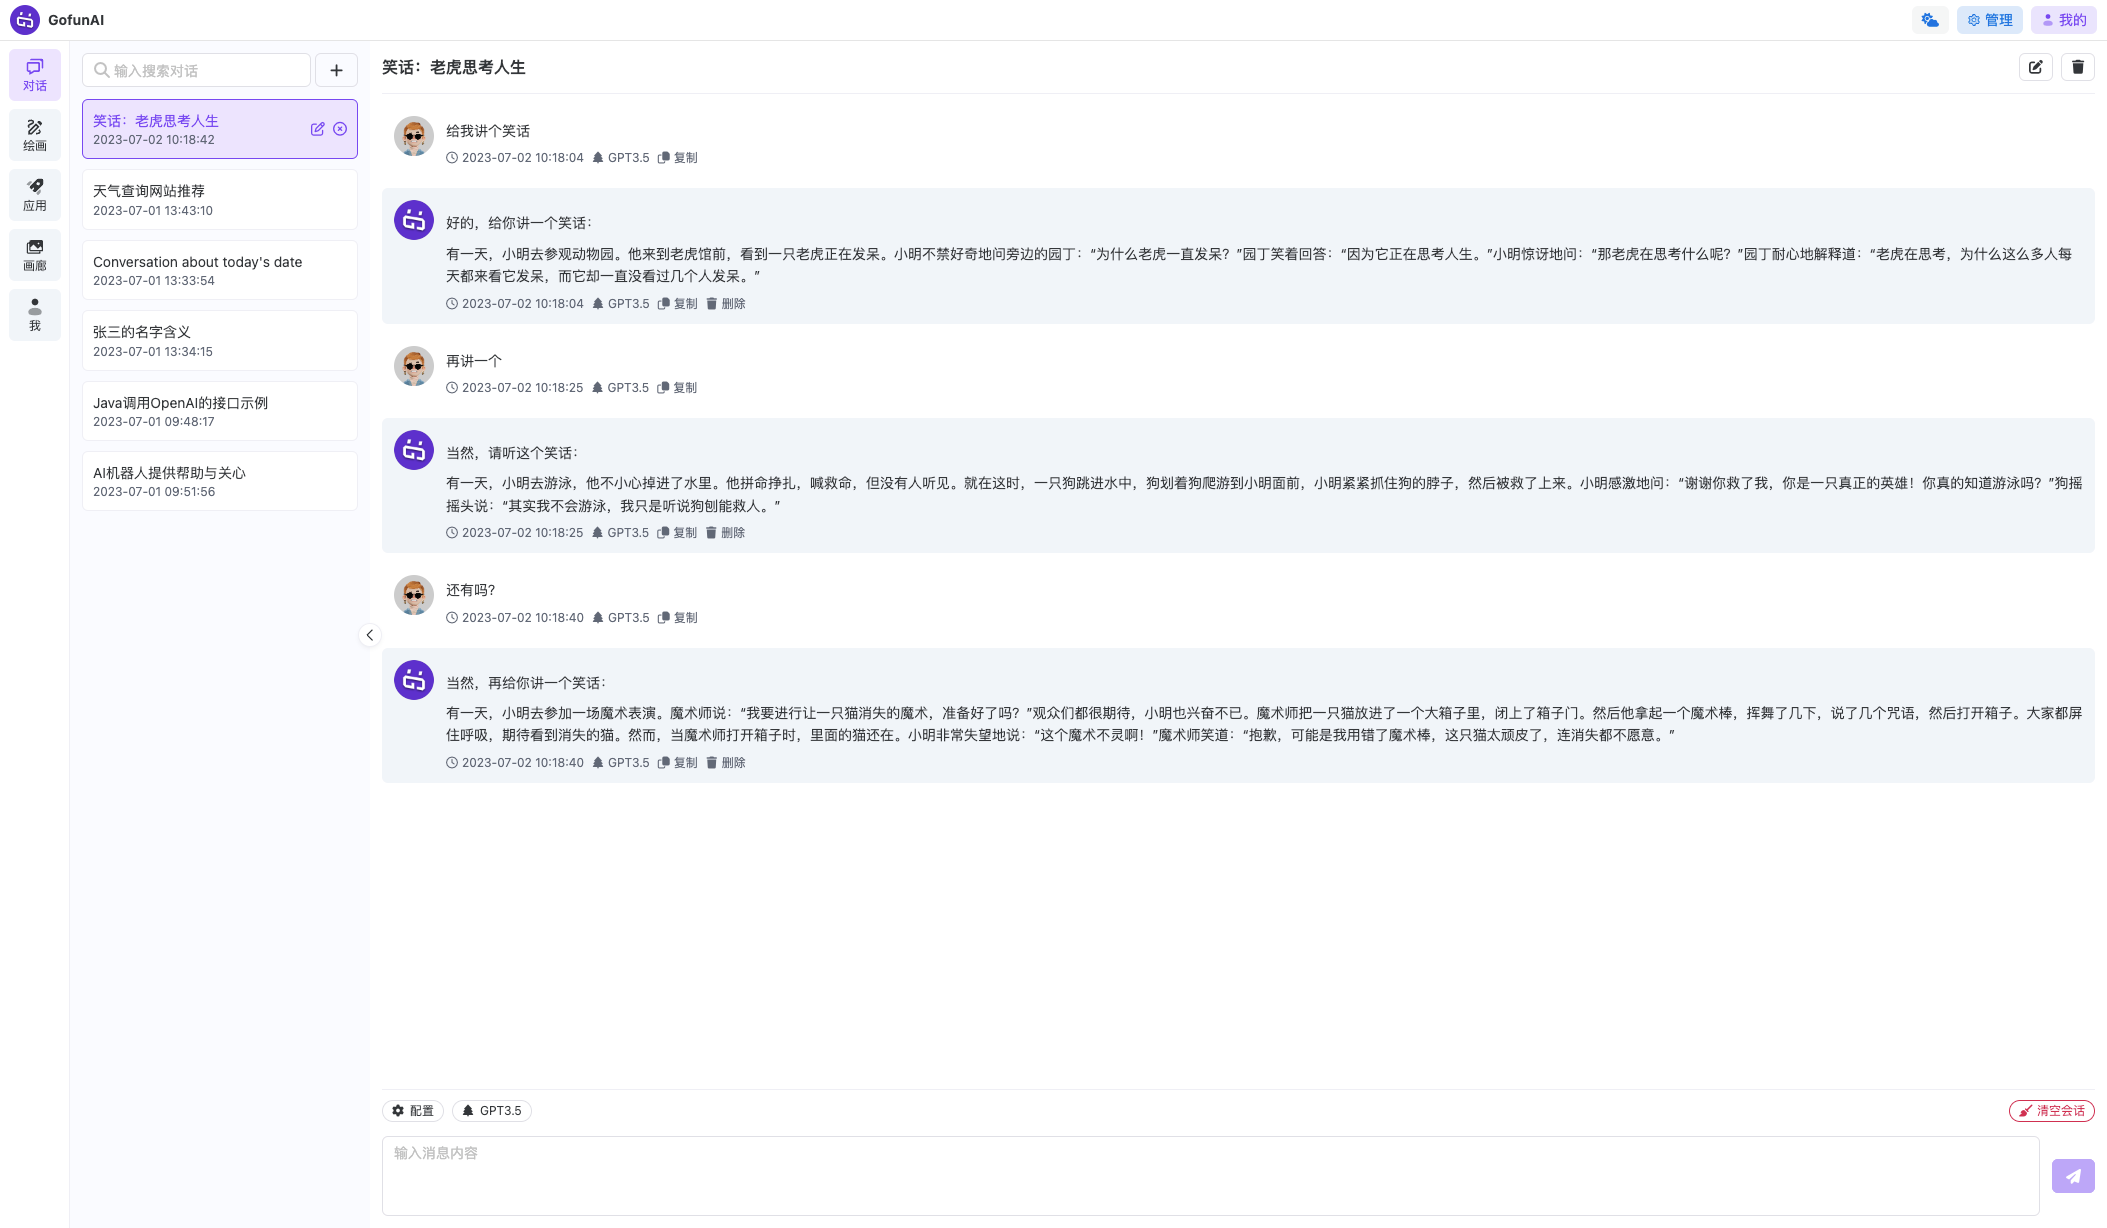 GofunAI
管理
我的
对话
绘画
应用
画廊
我
输入搜索对话
笑话：老虎思考人生
2023-07-02 10:18:42
天气查询网站推荐
2023-07-01 13:43:10
Conversation about today's date
2023-07-01 13:33:54
张三的名字含义
2023-07-01 13:34:15
Java调用OpenAI的接口示例
2023-07-01 09:48:17
AI机器人提供帮助与关心
2023-07-01 09:51:56
笑话：老虎思考人生
给我讲个笑话
2023-07-02 10:18:04 GPT3.5 复制
好的，给你讲一个笑话：
有一天，小明去参观动物园。他来到老虎馆前，看到一只老虎正在发呆。小明不禁好奇地问旁边的园丁：“为什么老虎一直发呆？”园丁笑着回答：“因为它正在思考人生。”小明惊讶地问：“那老虎在思考什么呢？”园丁耐心地解释道：“老虎在思考，为什么这么多人每
天都来看它发呆，而它却一直没看过几个人发呆。”
2023-07-02 10:18:04 GPT3.5 复制 删除
再讲一个
2023-07-02 10:18:25 GPT3.5 复制
当然，请听这个笑话：
有一天，小明去游泳，他不小心掉进了水里。他拼命挣扎，喊救命，但没有人听见。就在这时，一只狗跳进水中，狗划着狗爬游到小明面前，小明紧紧抓住狗的脖子，然后被救了上来。小明感激地问：“谢谢你救了我，你是一只真正的英雄！你真的知道游泳吗？”狗摇
摇头说：“其实我不会游泳，我只是听说狗刨能救人。”
2023-07-02 10:18:25 GPT3.5 复制 删除
还有吗？
2023-07-02 10:18:40 GPT3.5 复制
当然，再给你讲一个笑话：
有一天，小明去参加一场魔术表演。魔术师说：“我要进行让一只猫消失的魔术，准备好了吗？”观众们都很期待，小明也兴奋不已。魔术师把一只猫放进了一个大箱子里，闭上了箱子门。然后他拿起一个魔术棒，挥舞了几下，说了几个咒语，然后打开箱子。大家都屏
住呼吸，期待看到消失的猫。然而，当魔术师打开箱子时，里面的猫还在。小明非常失望地说：“这个魔术不灵啊！”魔术师笑道：“抱歉，可能是我用错了魔术棒，这只猫太顽皮了，连消失都不愿意。”
2023-07-02 10:18:40 GPT3.5 复制 删除
配置
GPT3.5
清空会话
输入消息内容